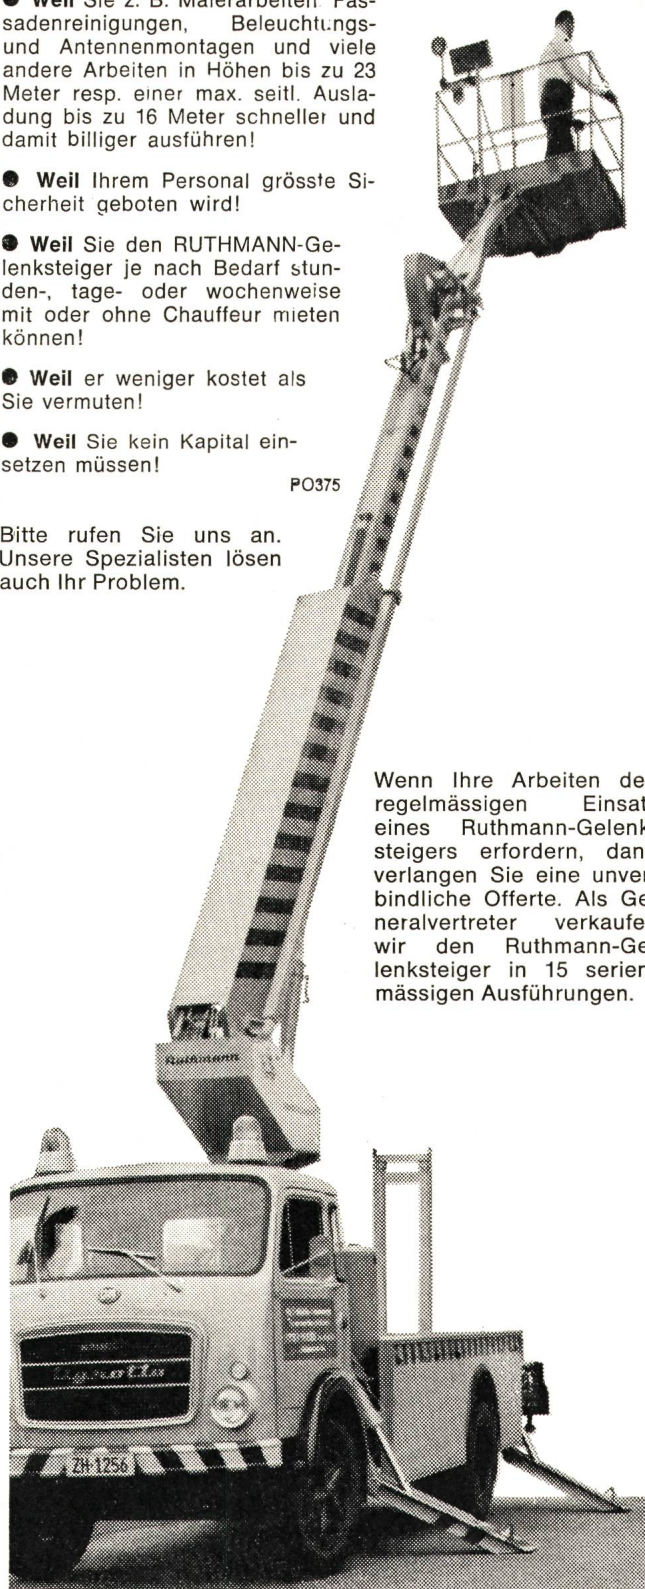 ● Weil Sie z. B. Malerarbeiten Fas-
sadenreinigungen, Beleuchtungs-
und Antennenmontagen und viele
andere Arbeiten in Höhen bis zu 23
Meter resp. einer max. seitl. Ausla-
dung bis zu 16 Meter schneller und
damit billiger ausführen!
● Weil Ihrem Personal grösste Si-
cherheit geboten wird!
● Weil Sie den RUTHMANN-Ge-
lenksteiger je nach Bedarf stun-
den-, tage- oder wochenweise
mit oder ohne Chauffeur mieten
können!
● Weil er weniger kostet als
Sie vermuten!
● Weil Sie kein Kapital ein-
setzen müssen!
PO375
Bitte rufen Sie uns an.
Unsere Spezialisten lösen
auch Ihr Problem.
Wenn Ihre Arbeiten de
regelmässigen Einsat
eines Ruthmann-Gelenk
steigers erfordern, dan
verlangen Sie eine unver
bindliche Offerte. Als Ge
neralvertreter verkaufe
wir den Ruthmann-Ge
lenksteiger in 15 serien
mässigen Ausführungen.
Ruthmann
ZH·1256